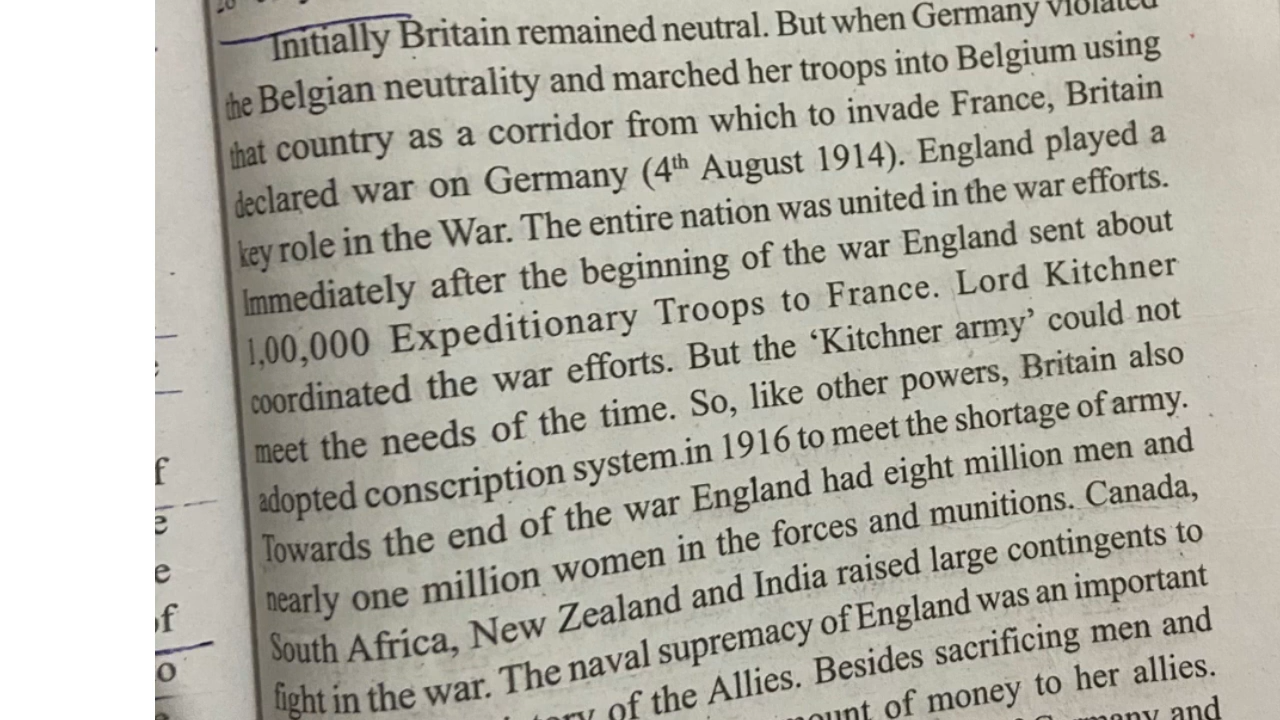 Initially Britain remained neutral. But when Germany violated
the Belgian neutrality and marched her troops into Belgium using
that country as a corridor from which to invade France, Britain
declared war on Germany (4th August 1914). England played a
key role in the War. The entire nation was united in the war efforts.
Immediately after the beginning of the war England sent about
1,00,000 Expeditionary Troops to France. Lord Kitchner
coordinated the war efforts. But the ‘Kitchner army’ could not
meet the needs of the time. So, like other powers, Britain also
adopted conscription system in 1916 to meet the shortage of army.
Towards the end of the war England had eight million men and
nearly one million women in the forces and munitions. Canada,
South Africa, New Zealand and India raised large contingents to
fight in the war. The naval supremacy of England was an important
of the Allies. Besides sacrificing men and
of money to her allies.
and